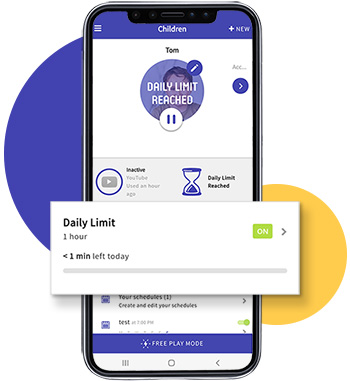 Children
+ NEW
Tom
Acc...
DAILY LIMIT
REACHED
Inactive
YouTube
Used an hour
ago
Daily Limit
Reached
Daily Limit
1 hour
ON
< 1 min left today
Your schedules (1)
Create and edit your schedules
test at 7:00 PM
FREE PLAY MODE